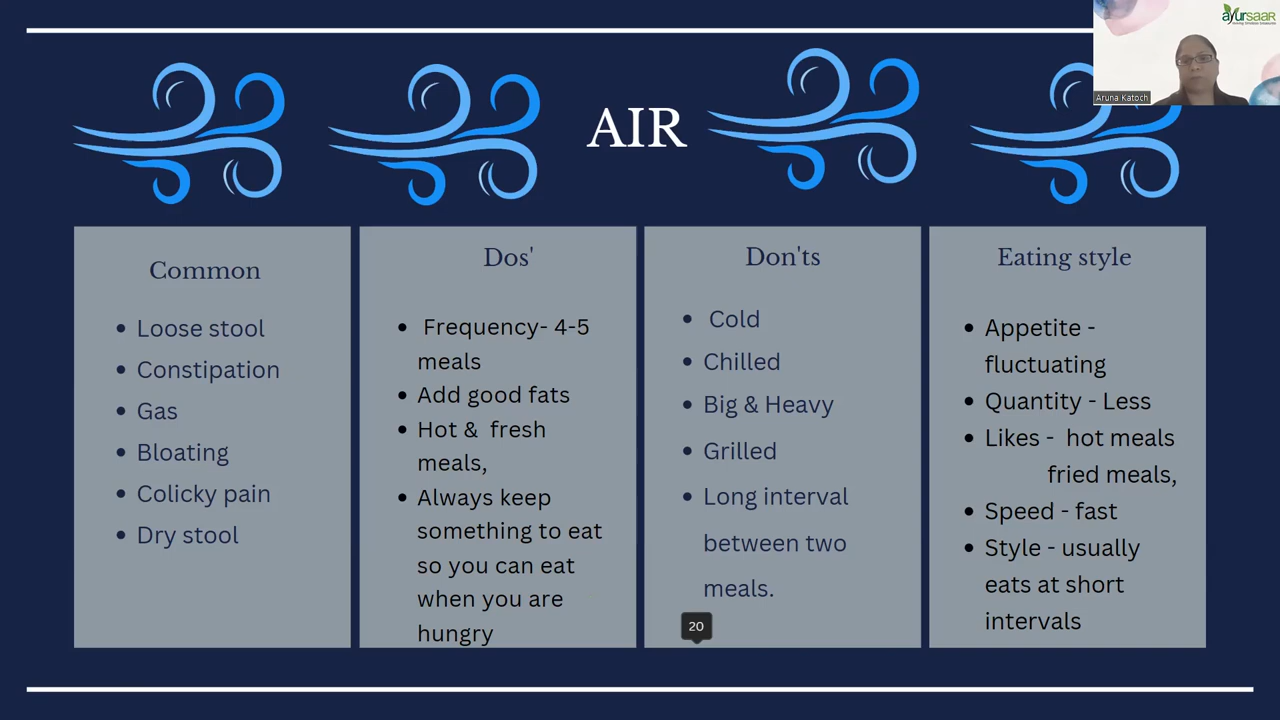 ayurSAAR
Aruna Katoch
AIR
Common
Loose stool
Constipation
Gas
Bloating
Colicky pain
Dry stool
Dos'
Frequency- 4-5
meals
Add good fats
Hot & fresh
meals,
Always keep
something to eat
so you can eat
when you are
hungry
Don'ts
Cold
Chilled
Big & Heavy
Grilled
Long interval
between two
meals.
20
Eating style
Appetite -
fluctuating
Quantity - Less
Likes - hot meals
fried meals,
Speed - fast
Style - usually
eats at short
intervals